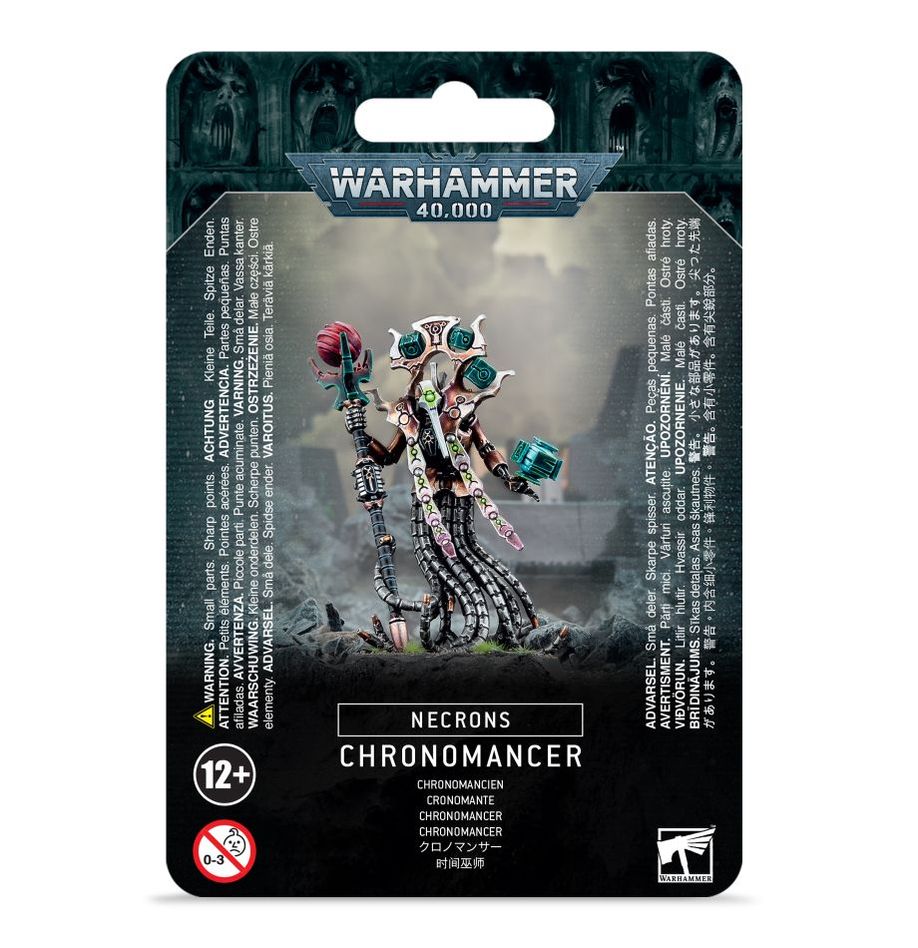 WARHAMMER™
40,000
⚠WARNING. Small parts. Sharp points. ACHTUNG Kleine Teile. Spitze Enden.
ATTENTION. Petits éléments. Pointes acérées. ADVERTENCIA. Partes pequeñas. Puntas
afiladas. AVVERTENZA. Piccole parti. Punte acuminate. VARNING. Små delar. Vassa kanter.
WAARSCHUWING. Kleine onderdelen. Scherpe punten. OSTRZEŻENIE. Małe części. Ostre
elementy. ADVARSEL. Små dele. Spidse ender. VAROITUS. Pieniä osia. Teräviä kärkiä.
ADVARSEL. Små deler. Skarpe spisser. ATENÇÃO. Peças pequenas. Pontas afiadas.
AVERTISMENT. Părți mici. Vârfuri ascuțite. UPOZORNĚNÍ. Malé části. Ostré hroty.
VIÐVÖRUN. Litlir hlutir. Hvassir oddar. UPOZORNENIE. Malé časti. Ostré hroty.
BRĪDINĀJUMS. Sīkas detaļas. Asas šķautnes. 警告。 小さな部品があります。尖った先端
があります。 警告。内含细小零件。锋利物件。 警告。含有小零件。含有尖銳部分。
NECRONS
CHRONOMANCER
CHRONOMANCIEN
CRONOMANTE
CHRONOMANCER
CHRONOMANCER
クロノマンサー
时间巫师
12+
0-3
WARHAMMER